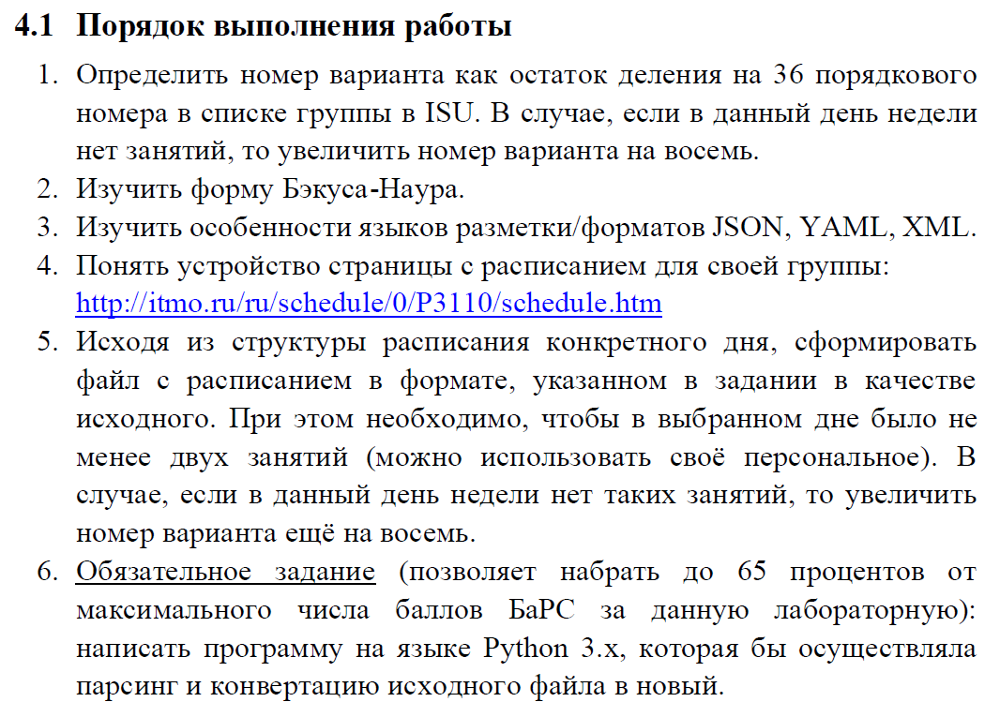 4.1 Порядок выполнения работы
1. Определить номер варианта как остаток деления на 36 порядкового
номера в списке группы в ISU. В случае, если в данный день недели
нет занятий, то увеличить номер варианта на восемь.
2. Изучить форму Бэкуса-Наура.
3. Изучить особенности языков разметки/форматов JSON, YAML, XML.
4. Понять устройство страницы с расписанием для своей группы:
http://itmo.ru/ru/schedule/0/P3110/schedule.htm
5. Исходя из структуры расписания конкретного дня, сформировать
файл с расписанием в формате, указанном в задании в качестве
исходного. При этом необходимо, чтобы в выбранном дне было не
менее двух занятий (можно использовать своё персональное). В
случае, если в данный день недели нет таких занятий, то увеличить
номер варианта ещё на восемь.
6. Обязательное задание (позволяет набрать до 65 процентов от
максимального числа баллов БаРС за данную лабораторную):
написать программу на языке Python 3.x, которая бы осуществляла
парсинг и конвертацию исходного файла в новый.